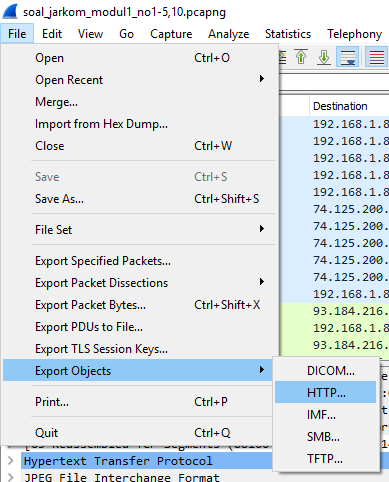 soal_jarkom_modul1_no1-5,10.pcapng
File Edit View Go Capture Analyze Statistics Telephony
Open Ctrl+O
Open Recent
Merge...
Import from Hex Dump...
Close Ctrl+W
Save Ctrl+S
Save As... Ctrl+Shift+S
File Set
Export Specified Packets...
Export Packet Dissections
Export Packet Bytes... Ctrl+Shift+X
Export PDUs to File...
Export TLS Session Keys...
Export Objects
Print... Ctrl+P
Quit Ctrl+Q
Destination
192.168.1.8
192.168.1.8
192.168.1.8
192.168.1.8
192.168.1.8
74.125.200.
74.125.200.
74.125.200.
74.125.200.
74.125.200.
192.168.1.8
93.184.216.
192.168.1.8
93.184.216.
DICOM...
HTTP...
IMF...
SMB...
TFTP...
Hypertext Transfer Protocol
JPEG File Interchange Format